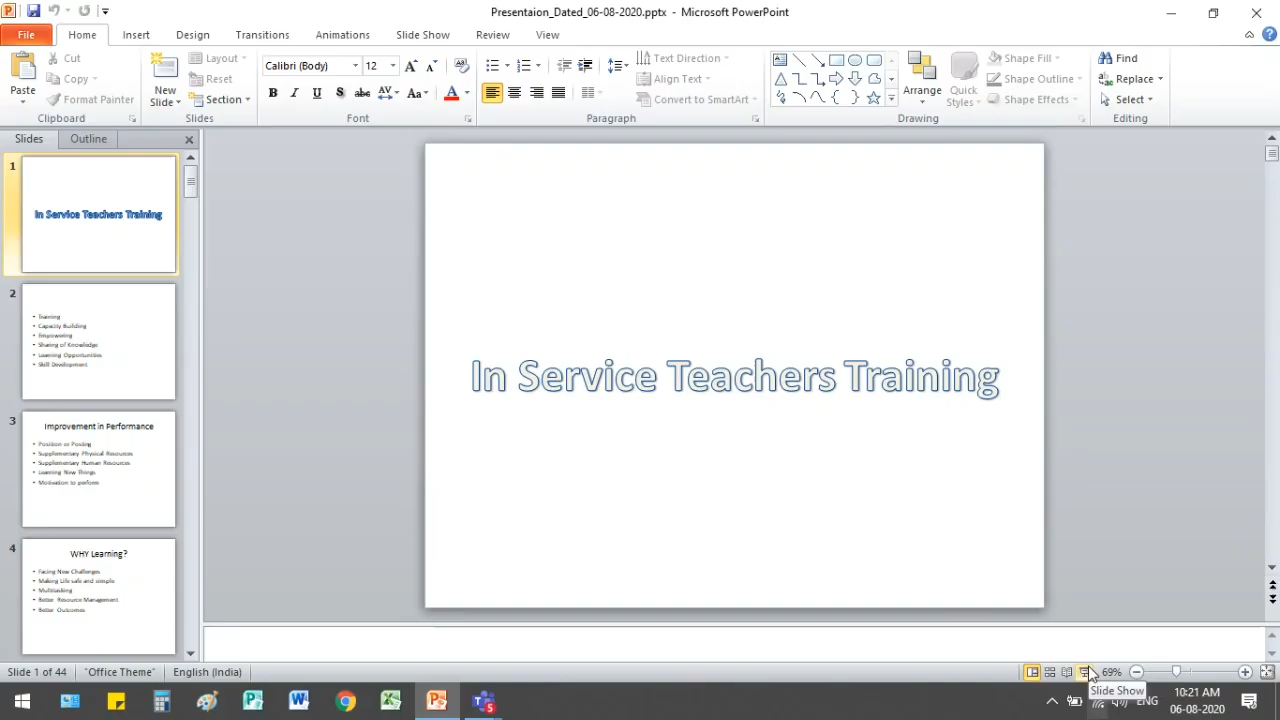 Presentaion_Dated_06-08-2020.pptx - Microsoft PowerPoint
File Home Insert Design Transitions Animations Slide Show Review View
Paste
Cut
Copy
Format Painter
Clipboard
New Slide
Layout
Reset
Section
Slides
Calibri (Body) 12
B I U S abc AV Aa A
Font
Text Direction
Align Text
Convert to SmartArt
Paragraph
Arrange
Quick Styles
Shape Fill
Shape Outline
Shape Effects
Drawing
Find
Replace
Select
Editing
Slides Outline
1
In Service Teachers Training
2
• Training
• Capacity Building
• Empowering
• Sharing of Knowledge
• Learning Opportunities
• Skill Development
3
Improvement in Performance
• Position or Posting
• Supplementary Physical Resources
• Supplementary Human Resources
• Learning New Things
• Motivation to perform
4
WHY Learning?
• Facing New Challenges
• Making Life safe and simple
• Multitasking
• Better Resource Management
• Better Outcomes
In Service Teachers Training
Slide 1 of 44 "Office Theme" English (India) 69%
Slide Show
ENG
10:21 AM
06-08-2020